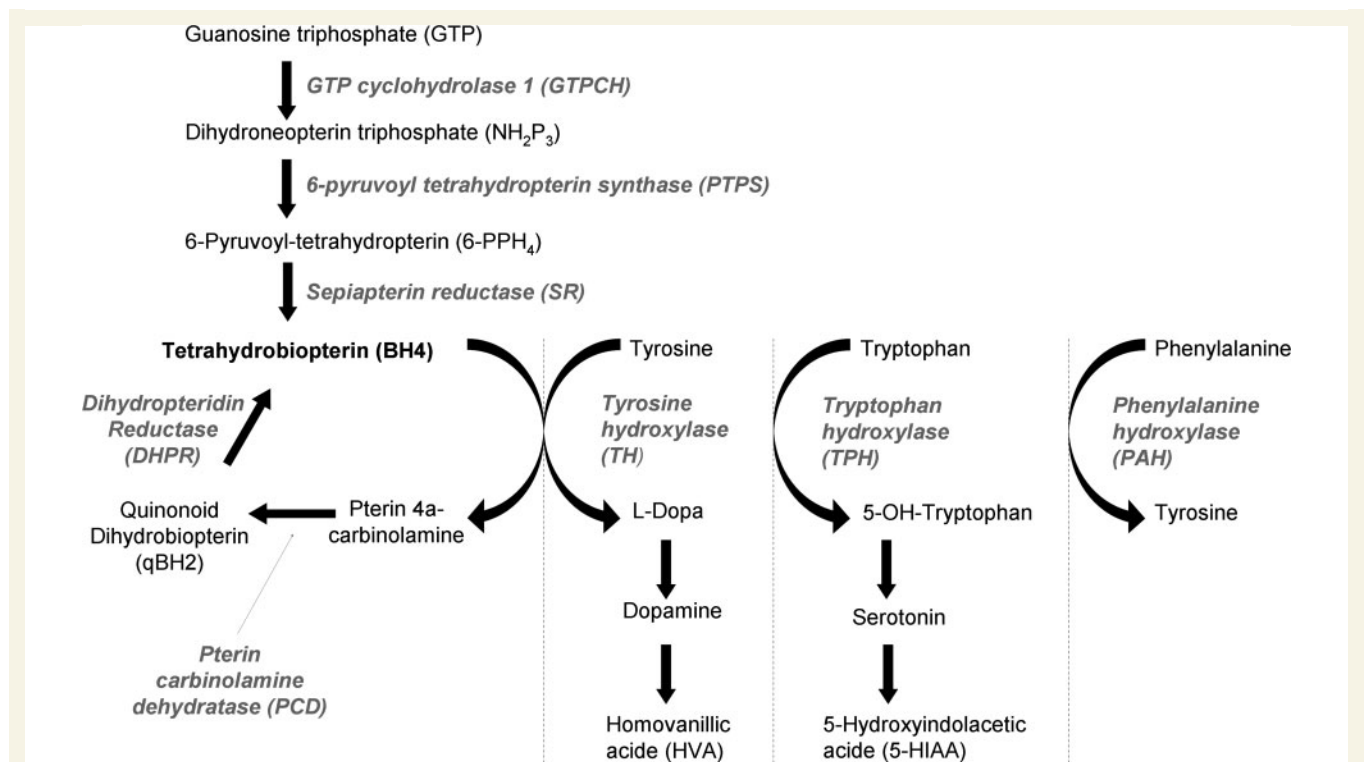 Guanosine triphosphate (GTP)
GTP cyclohydrolase 1 (GTPCH)
Dihydroneopterin triphosphate (NH₂P₃)
6-pyruvoyl tetrahydropterin synthase (PTPS)
6-Pyruvoyl-tetrahydropterin (6-PPH₄)
Sepiapterin reductase (SR)
Tetrahydrobiopterin (BH4)
Dihydropteridin
Reductase
(DHPR)
Quinonoid
Dihydrobiopterin
(qBH2)
Pterin 4a-
carbinolamine
Pterin
carbinolamine
dehydratase (PCD)
Tyrosine
Tyrosine
hydroxylase
(TH)
L-Dopa
Dopamine
Homovanillic
acide (HVA)
Tryptophan
Tryptophan
hydroxylase
(TPH)
5-OH-Tryptophan
Serotonin
5-Hydroxyindolacetic
acide (5-HIAA)
Phenylalanine
Phenylalanine
hydroxylase
(PAH)
Tyrosine